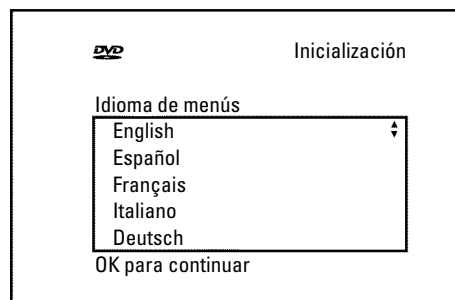 DVD
Inicialización
Idioma de menús
English
Español
Français
Italiano
Deutsch
OK para continuar